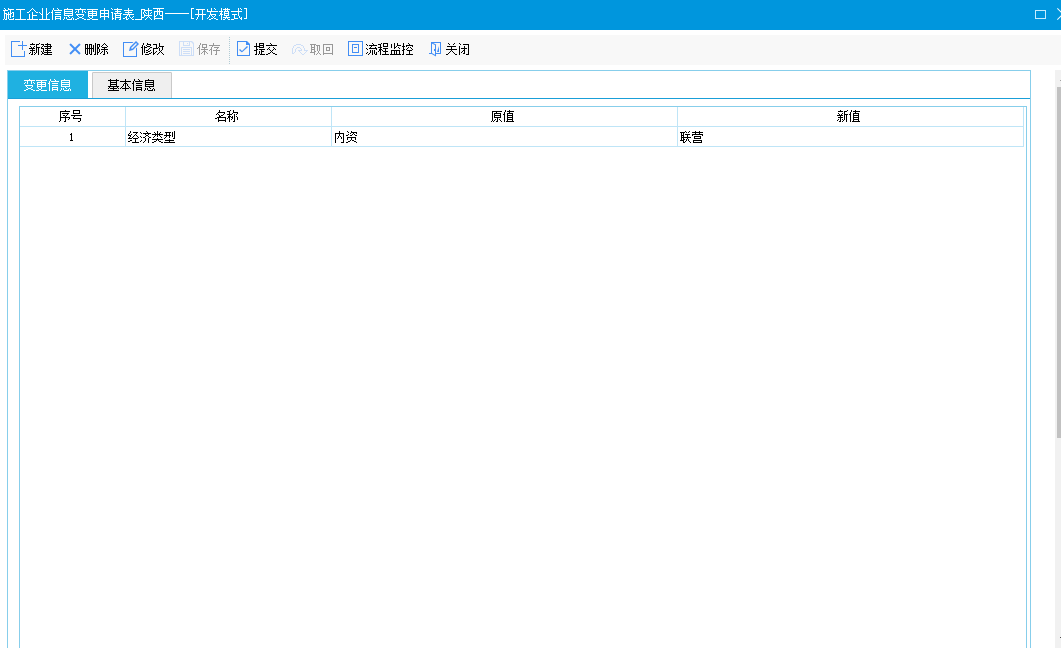 施工企业信息变更申请表_陕西——[开发模式]
新建 删除 修改 保存 提交 取回 流程监控 关闭
变更信息 基本信息
序号 名称 原值 新值
1 经济类型 内资 联营